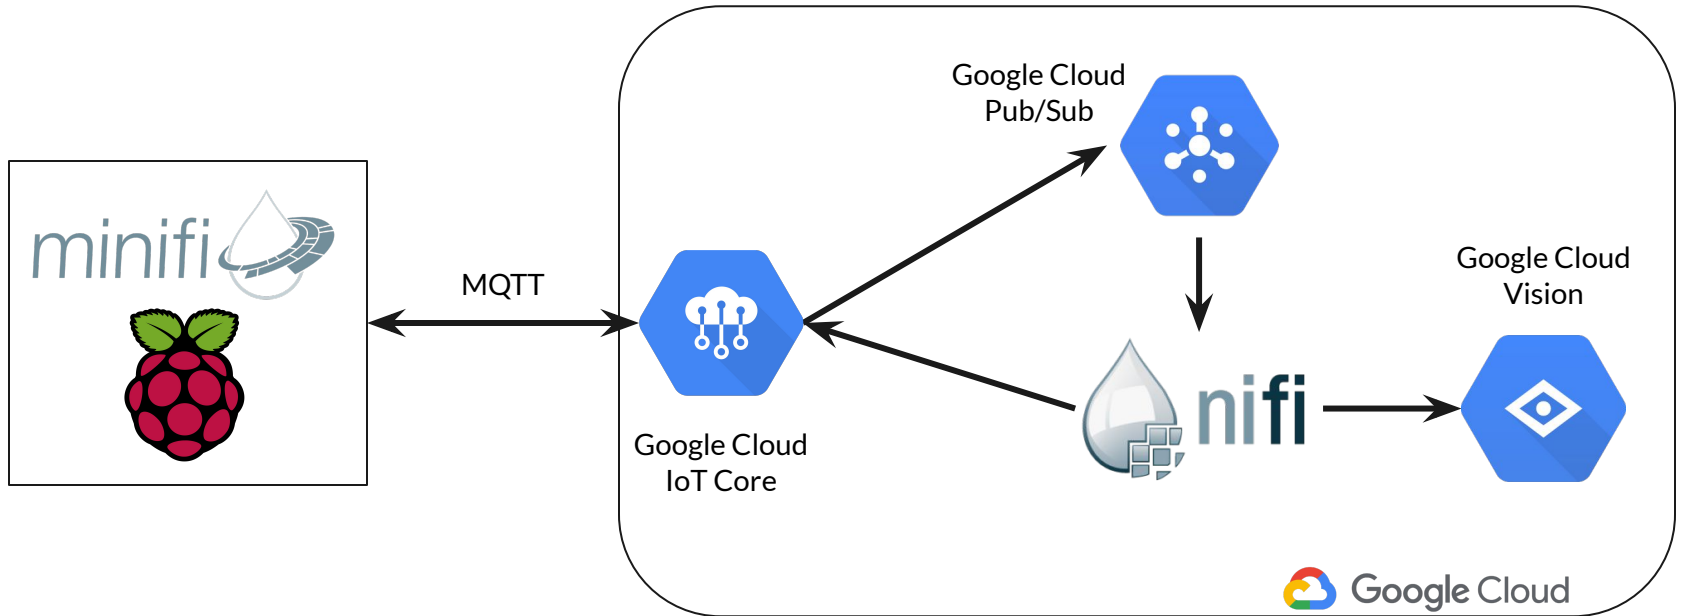 minifi
MQTT
Google Cloud
IoT Core
Google Cloud
Pub/Sub
nifi
Google Cloud
Vision
Google Cloud